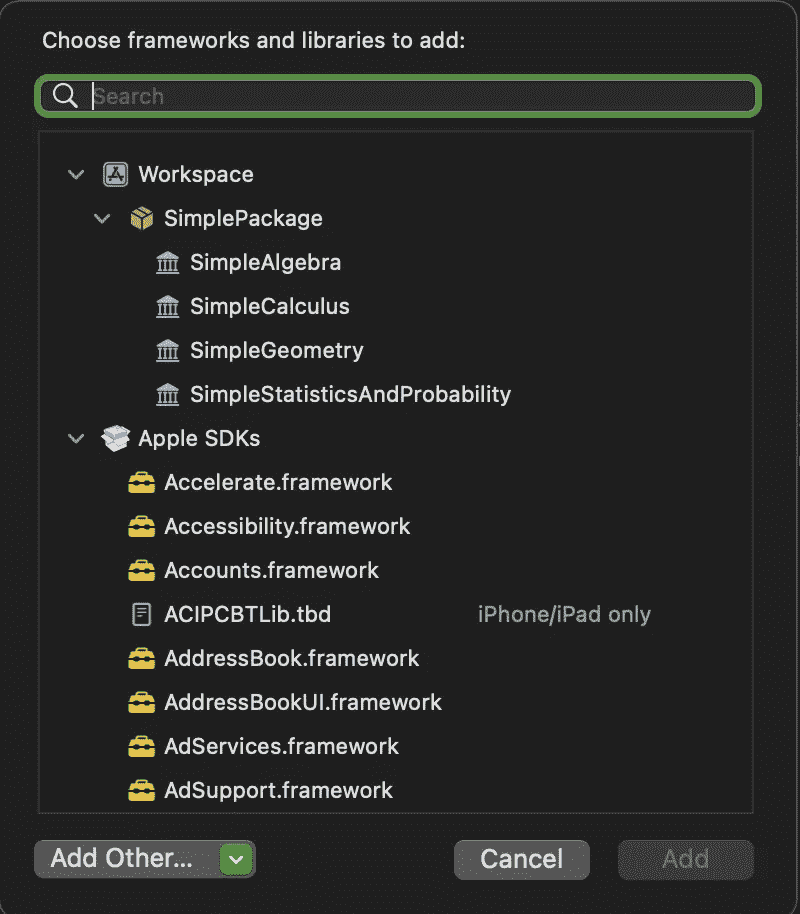 Choose frameworks and libraries to add:
Search
Workspace
SimplePackage
SimpleAlgebra
SimpleCalculus
SimpleGeometry
SimpleStatisticsAndProbability
Apple SDKs
Accelerate.framework
Accessibility.framework
Accounts.framework
ACIPCBTLib.tbd iPhone/iPad only
AddressBook.framework
AddressBookUI.framework
AdServices.framework
AdSupport.framework
Add Other... Cancel Add